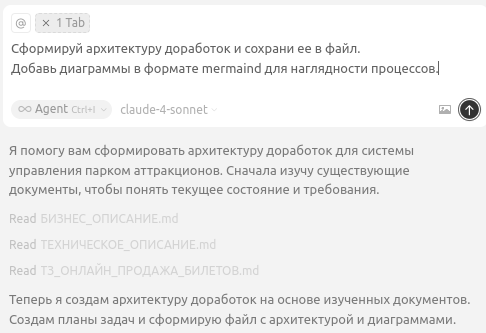 @ × 1 Tab
Сформируй архитектуру доработок и сохрани ее в файл.
Добавь диаграммы в формате mermaind для наглядности процессов.
∞ Agent Ctrl+I claude-4-sonnet
Я помогу вам сформировать архитектуру доработок для системы
управления парком аттракционов. Сначала изучу существующие
документы, чтобы понять текущее состояние и требования.
Read БИЗНЕС_ОПИСАНИЕ.md
Read ТЕХНИЧЕСКОЕ_ОПИСАНИЕ.md
Read ТЗ_ОНЛАЙН_ПРОДАЖА_БИЛЕТОВ.md
Теперь я создам архитектуру доработок на основе изученных документов.
Создам планы задач и сформирую файл с архитектурой и диаграммами.